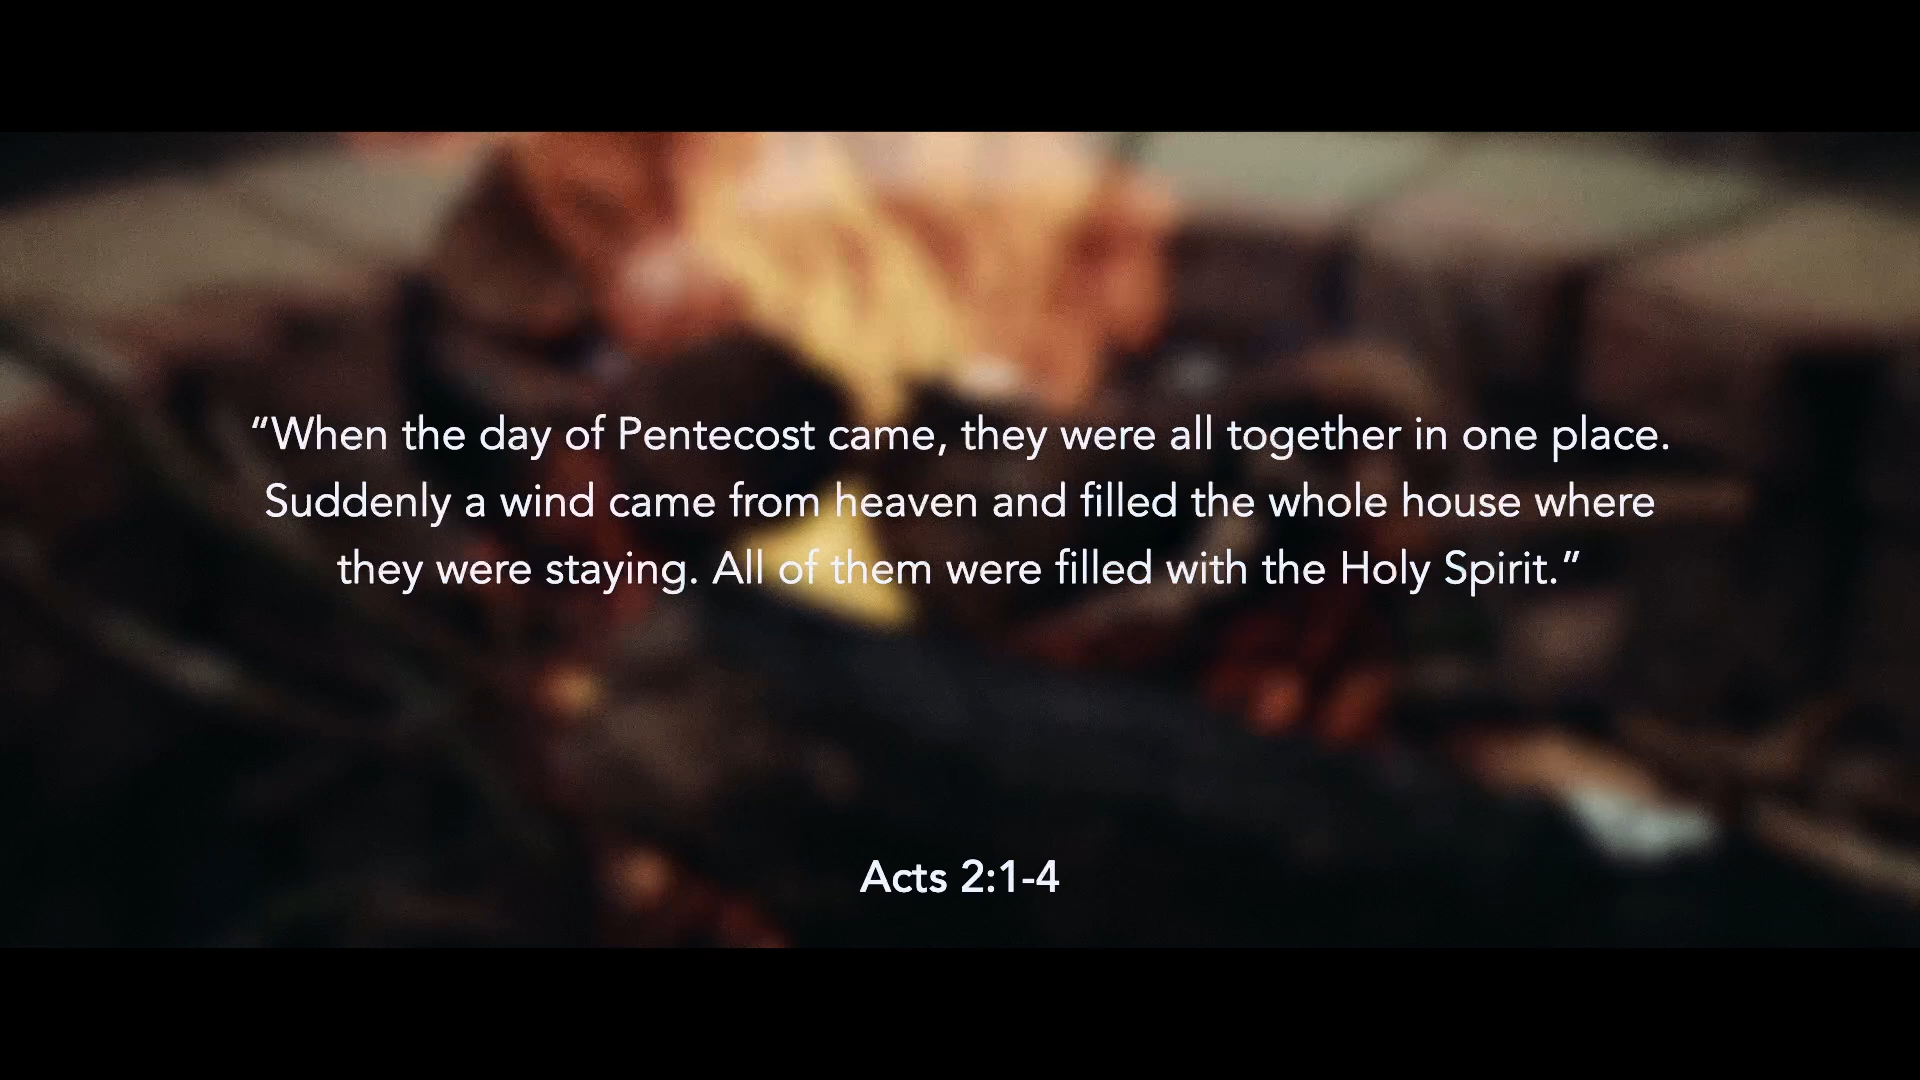 “When the day of Pentecost came, they were all together in one place.
Suddenly a wind came from heaven and filled the whole house where
they were staying. All of them were filled with the Holy Spirit.”
Acts 2:1-4